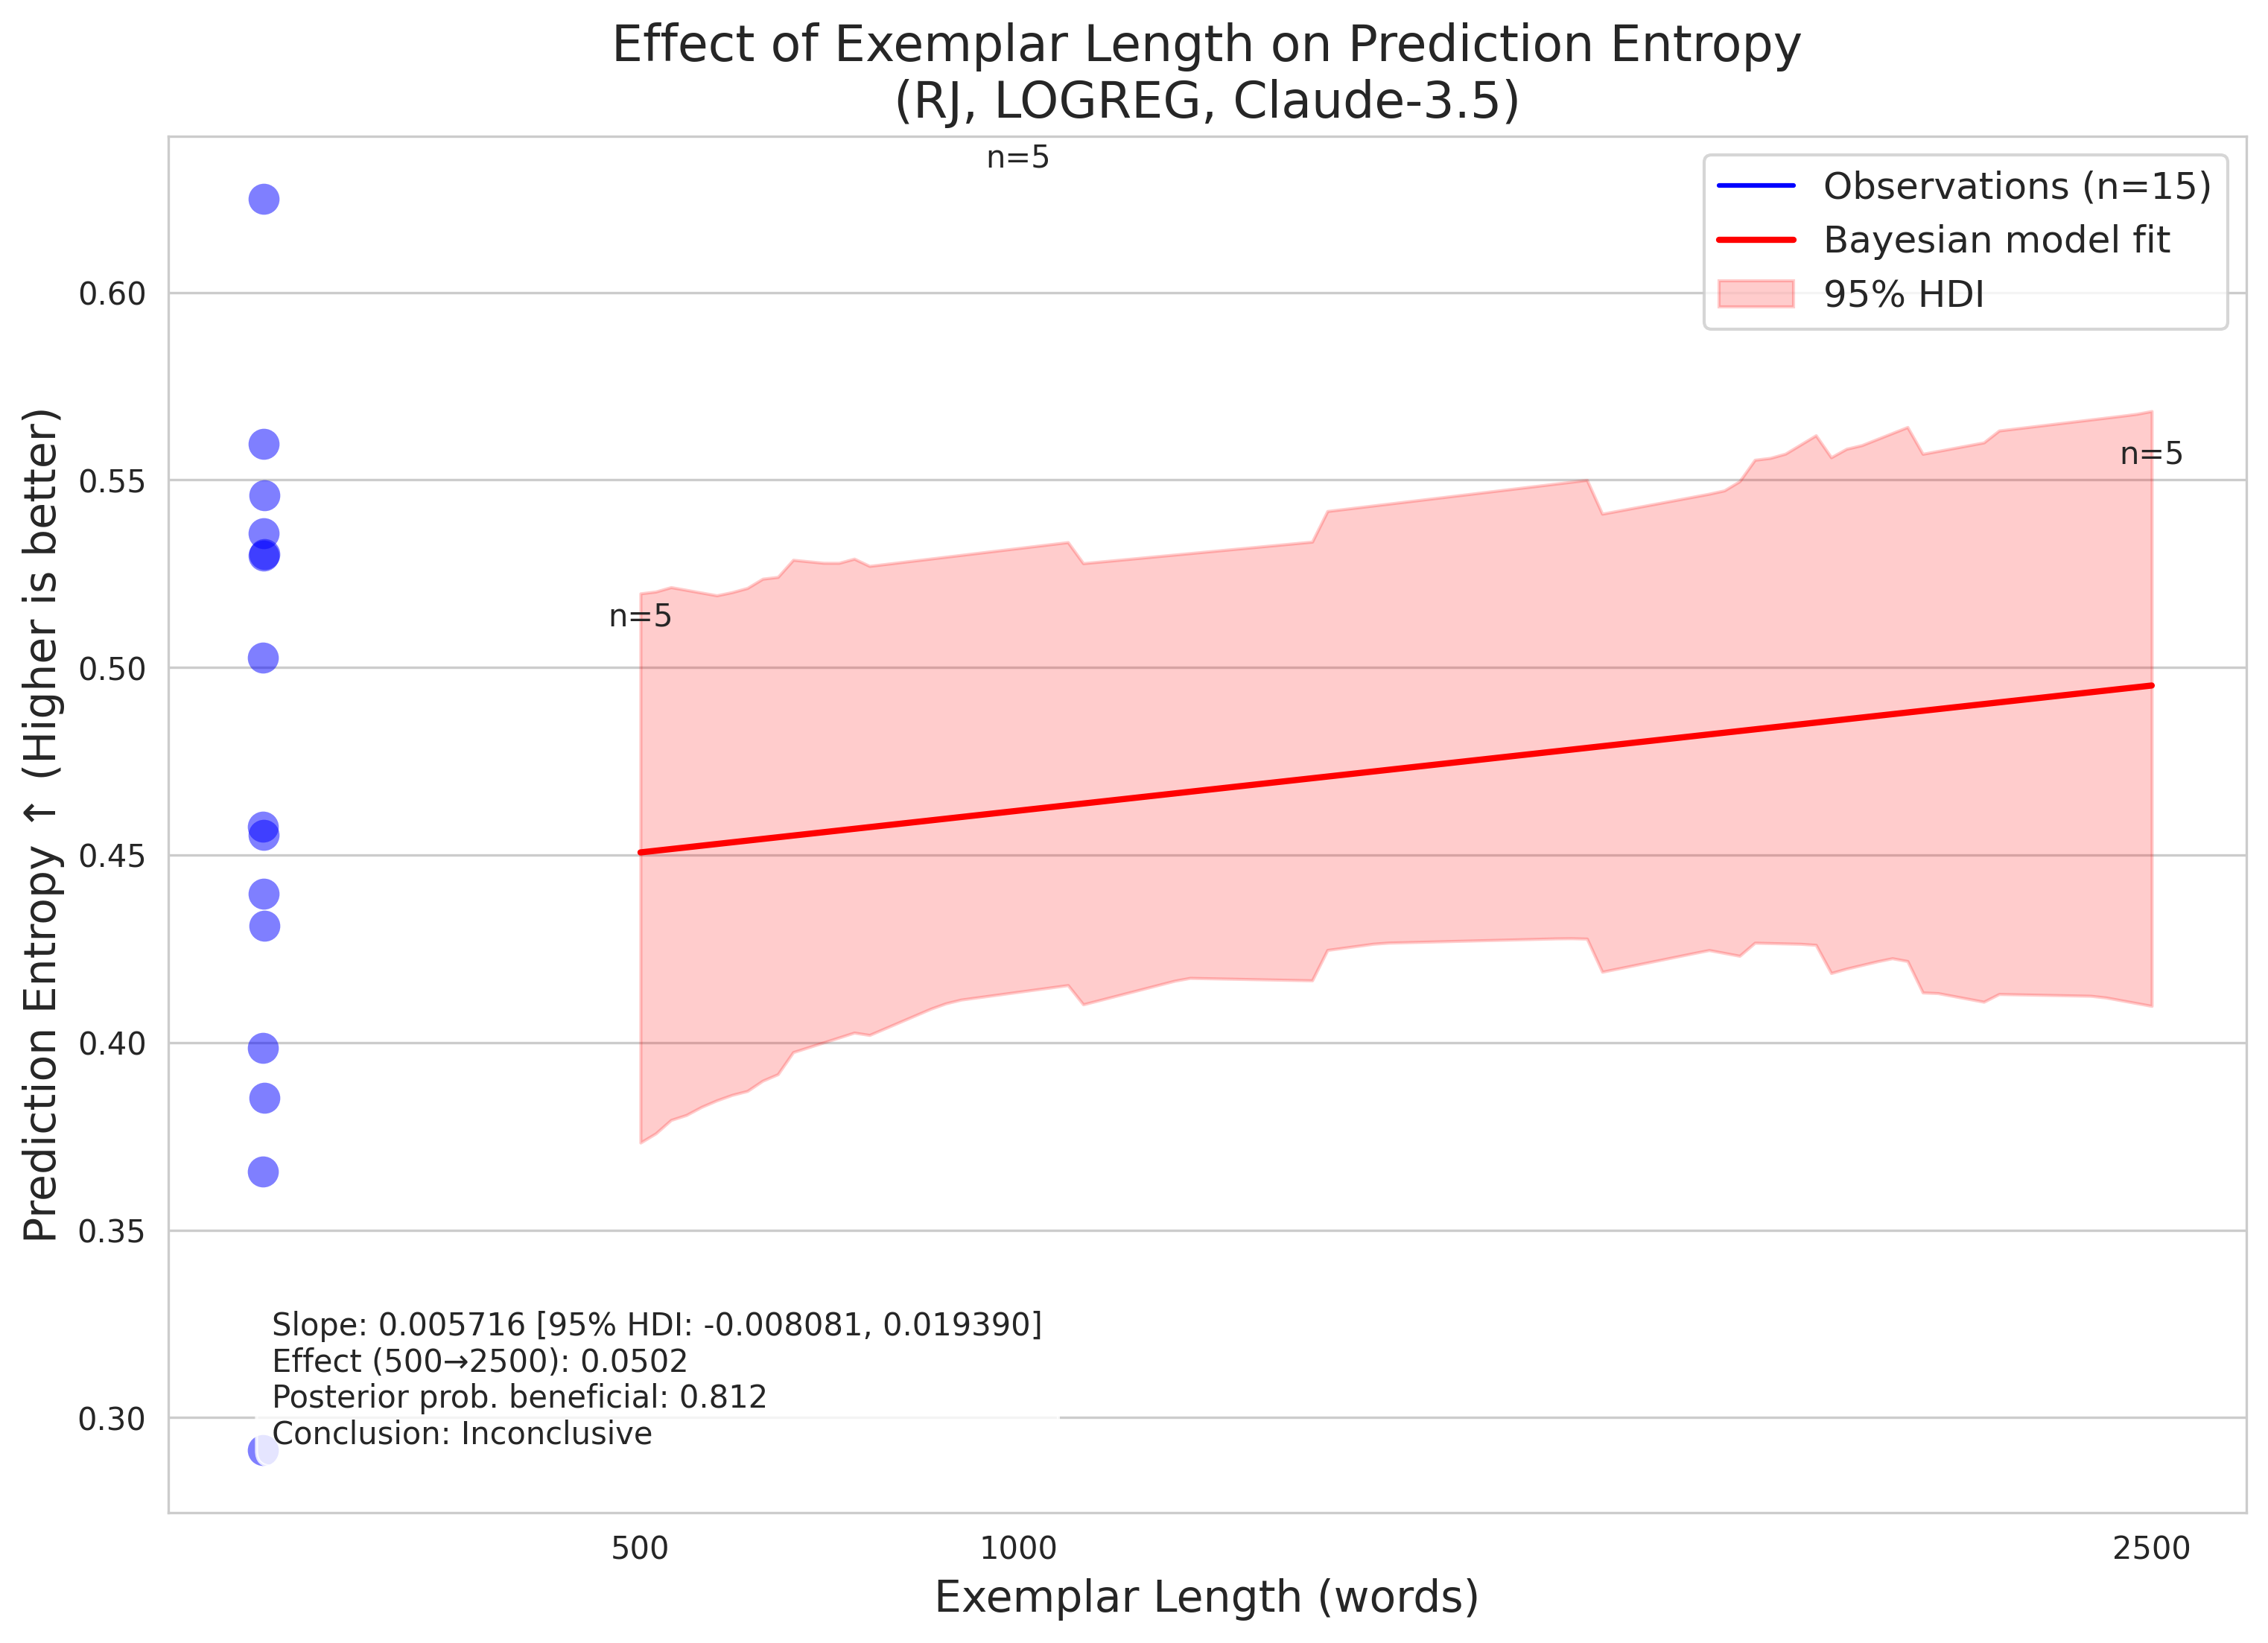 Effect of Exemplar Length on Prediction Entropy
(RJ, LOGREG, Claude-3.5)
n=5
Observations (n=15)
Bayesian model fit
95% HDI
n=5
n=5
Prediction Entropy ↑ (Higher is better)
0.60
0.55
0.50
0.45
0.40
0.35
0.30
Slope: 0.005716 [95% HDI: -0.008081, 0.019390]
Effect (500→2500): 0.0502
Posterior prob. beneficial: 0.812
Conclusion: Inconclusive
500
1000
2500
Exemplar Length (words)